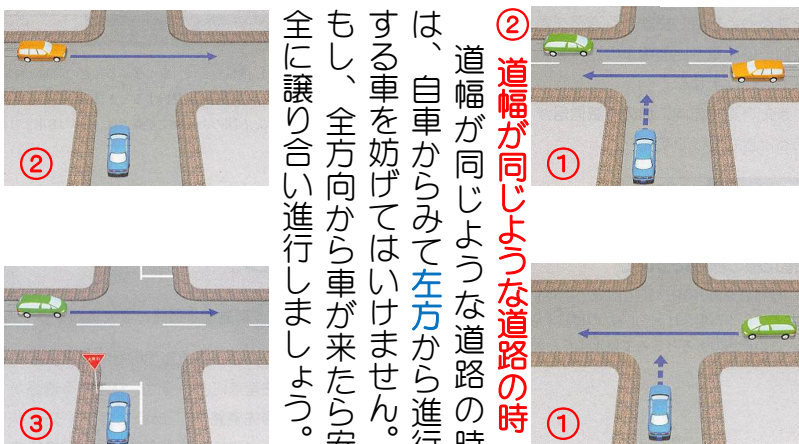 ①
①
② 道幅が同じような道路の時
道幅が同じような道路の時
は、自車からみて左方から進行
する車を妨げてはいけません。
もし、全方向から車が来たら安
全に譲り合い進行しましょう。
②
③